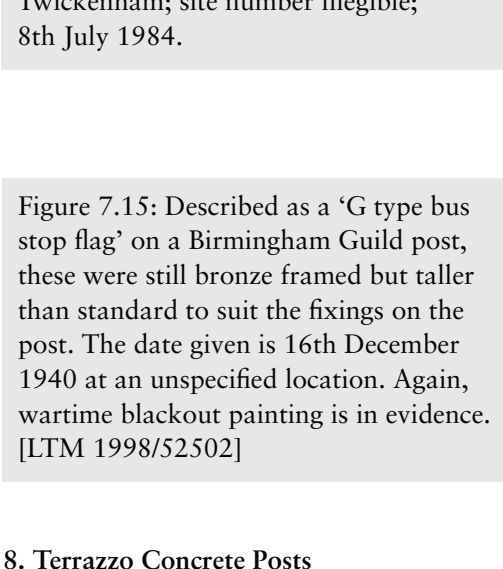 Twickenham; site number illegible;
8th July 1984.
Figure 7.15: Described as a ‘G type bus
stop flag’ on a Birmingham Guild post,
these were still bronze framed but taller
than standard to suit the fixings on the
post. The date given is 16th December
1940 at an unspecified location. Again,
wartime blackout painting is in evidence.
[LTM 1998/52502]
8. Terrazzo Concrete Posts